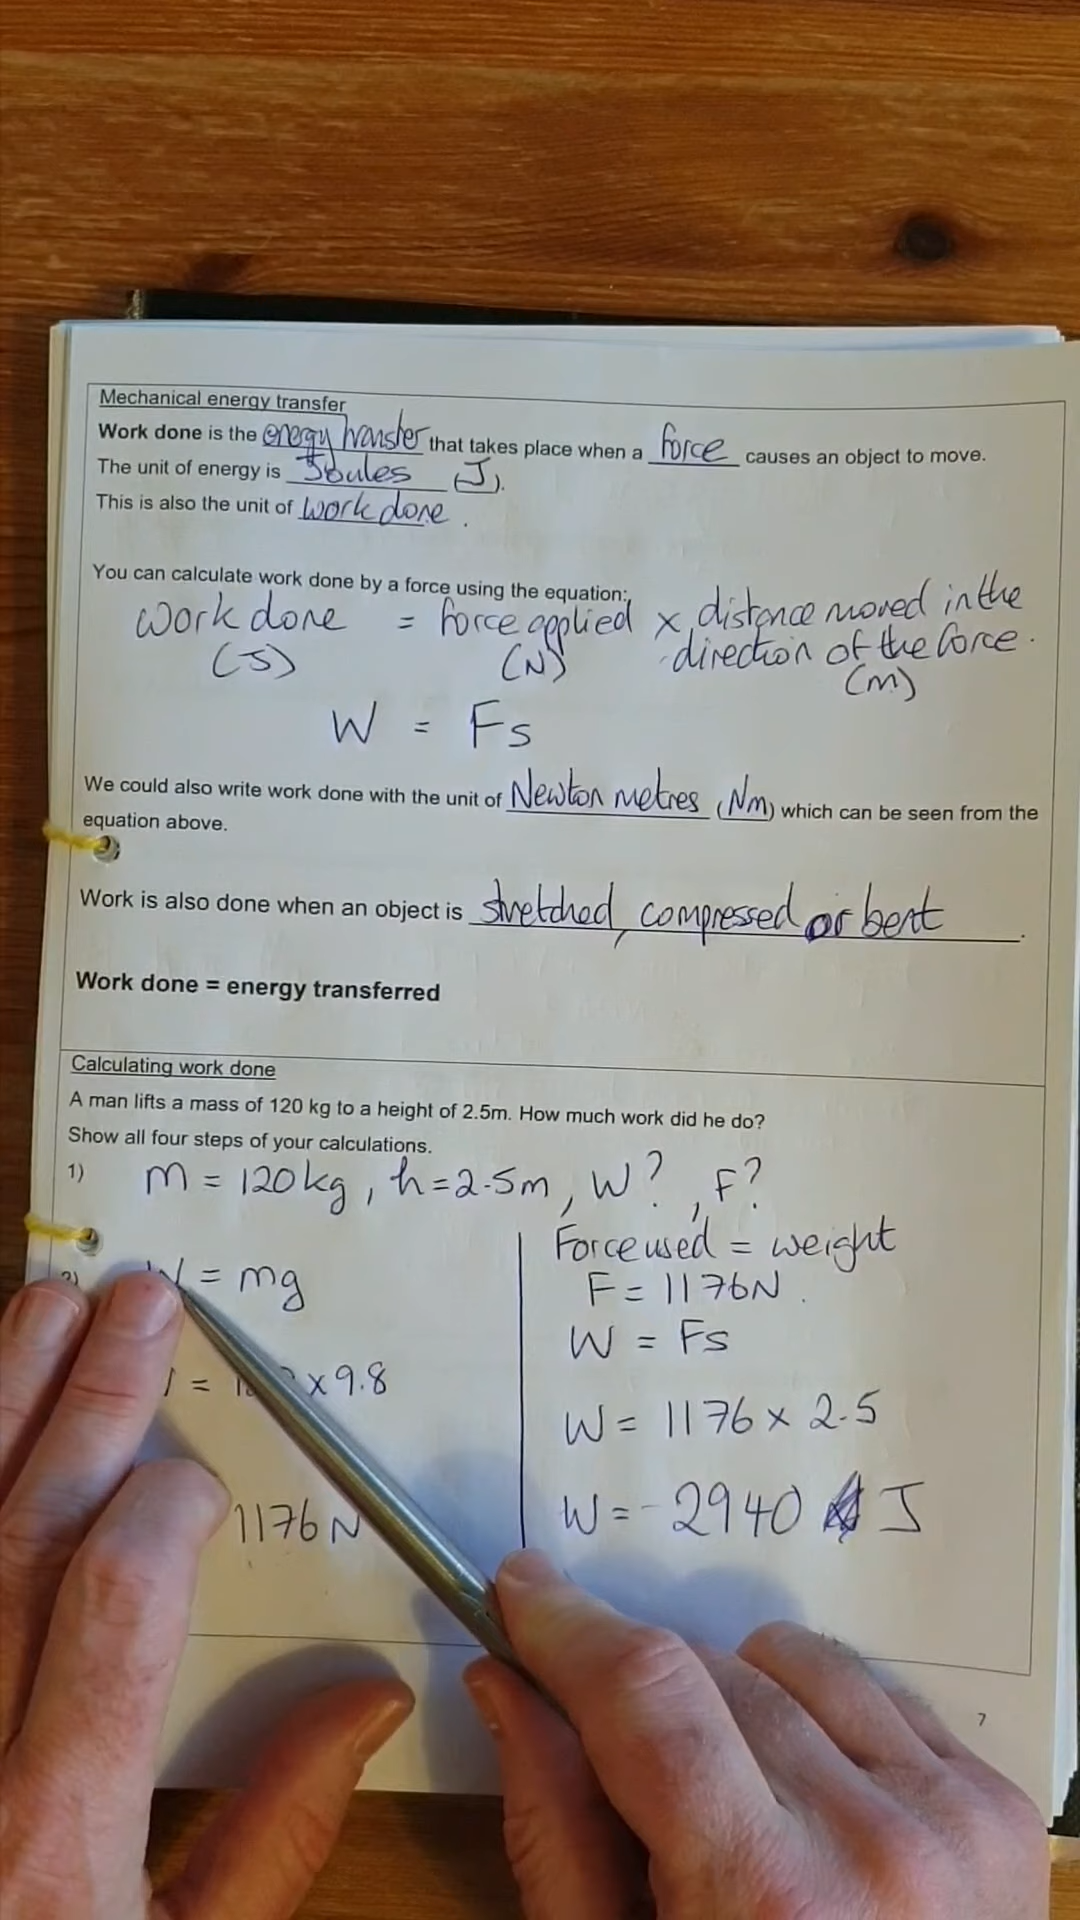 Mechanical energy transfer
Work done is the energy transfer that takes place when a force causes an object to move.
The unit of energy is Joules (J).
This is also the unit of work done.
You can calculate work done by a force using the equation:
work done = force applied x distance moved in the
direction of the force.
(J) (N) (m)
W = Fs
We could also write work done with the unit of Newton metres (Nm) which can be seen from the
equation above.
Work is also done when an object is stretched, compressed or bent.
Work done = energy transferred
Calculating work done
A man lifts a mass of 120 kg to a height of 2.5m. How much work did he do?
Show all four steps of your calculations.
1) m = 120kg, h = 2.5m, W?, F?
2) W = mg
= x 9.8
1176 N
Force used = weight
F = 1176N.
W = Fs
W = 1176 x 2.5
W = 2940 J
7